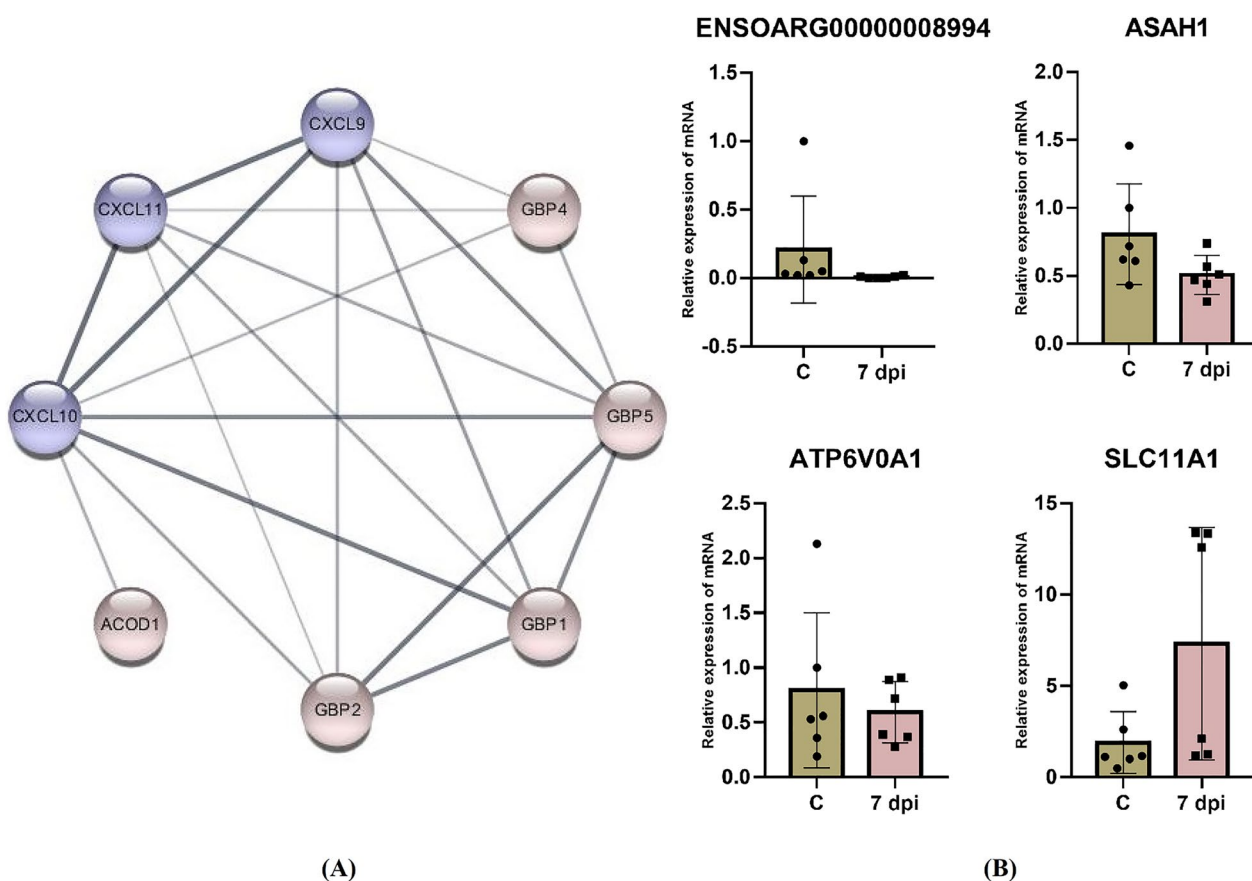 CXCL9
CXCL11
GBP4
CXCL10
GBP5
ACOD1
GBP1
GBP2
(A)
ENSOARG00000008994
Relative expression of mRNA
1.5
1.0
0.5
0.0
-0.5
C 7 dpi
ASAH1
Relative expression of mRNA
2.0
1.5
1.0
0.5
0.0
C 7 dpi
ATP6V0A1
Relative expression of mRNA
2.5
2.0
1.5
1.0
0.5
0.0
C 7 dpi
SLC11A1
Relative expression of mRNA
15
10
5
0
C 7 dpi
(B)